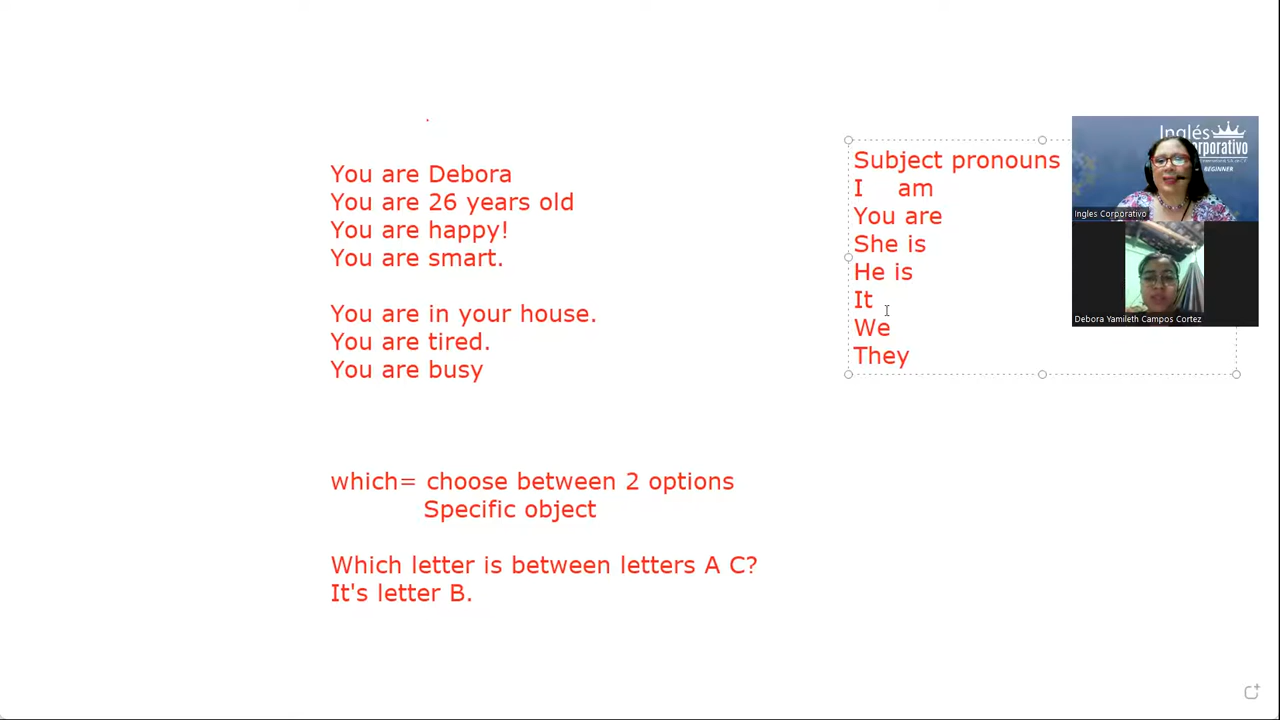 You are Debora
You are 26 years old
You are happy!
You are smart.
You are in your house.
You are tired.
You are busy
which= choose between 2 options
Specific object
Which letter is between letters A C?
It's letter B.
Subject pronouns
I am
You are
She is
He is
It
We
They
Inglés
BEGINNER
Ingles Corporativo
Debora Yamileth Campos Cortez